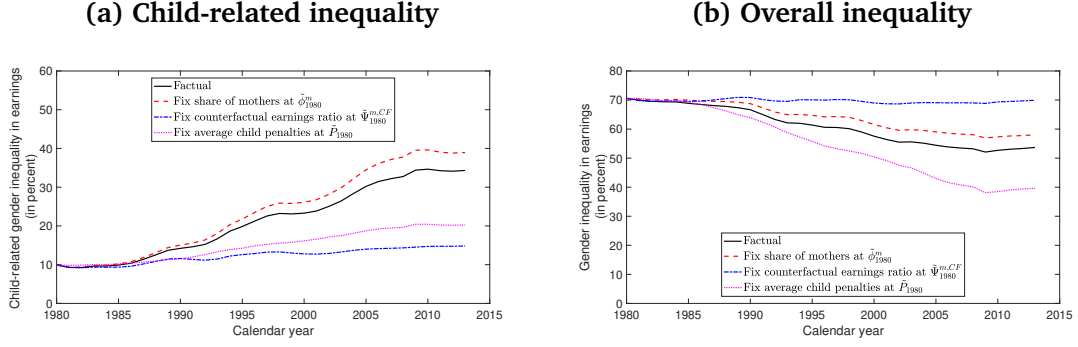 (a) Child-related inequality
Child-related gender inequality in earnings
(in percent)
60
50
40
30
20
10
0
1980 1985 1990 1995 2000 2005 2010 2015
Calendar year
Factual
Fix share of mothers at φ̃ᵐ₁₉₈₀
Fix counterfactual earnings ratio at Ψ̃ᵐ,ᶜᶠ₁₉₈₀
Fix average child penalties at P̃₁₉₈₀
(b) Overall inequality
Gender inequality in earnings
(in percent)
80
70
60
50
40
30
20
10
0
1980 1985 1990 1995 2000 2005 2010 2015
Calendar year
Factual
Fix share of mothers at φ̃ᵐ₁₉₈₀
Fix counterfactual earnings ratio at Ψ̃ᵐ,ᶜᶠ₁₉₈₀
Fix average child penalties at P̃₁₉₈₀